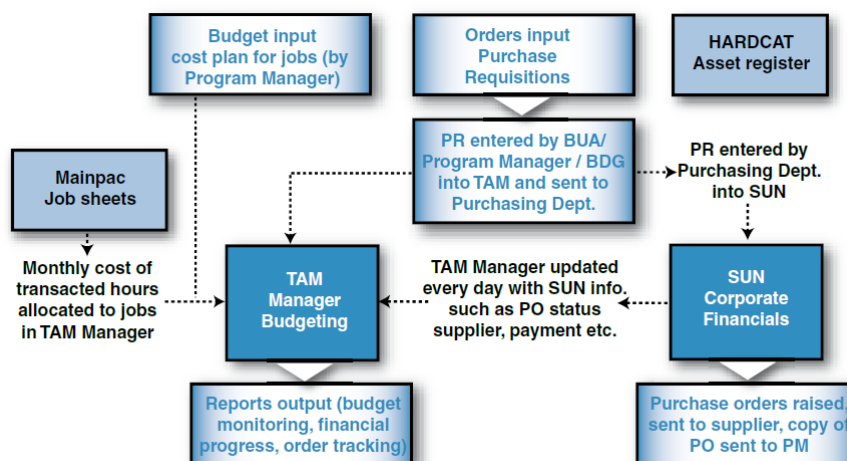 Budget input
cost plan for jobs (by
Program Manager)
Orders input
Purchase
Requisitions
HARDCAT
Asset register
Mainpac
Job sheets
PR entered by BUA/
Program Manager / BDG
into TAM and sent to
Purchasing Dept.
PR entered by
Purchasing Dept.
into SUN
Monthly cost of
transacted hours
allocated to jobs
in TAM Manager
TAM
Manager
Budgeting
TAM Manager updated
every day with SUN info.
such as PO status
supplier, payment etc.
SUN
Corporate
Financials
Reports output (budget
monitoring, financial
progress, order tracking)
Purchase orders raised,
sent to supplier, copy of
PO sent to PM